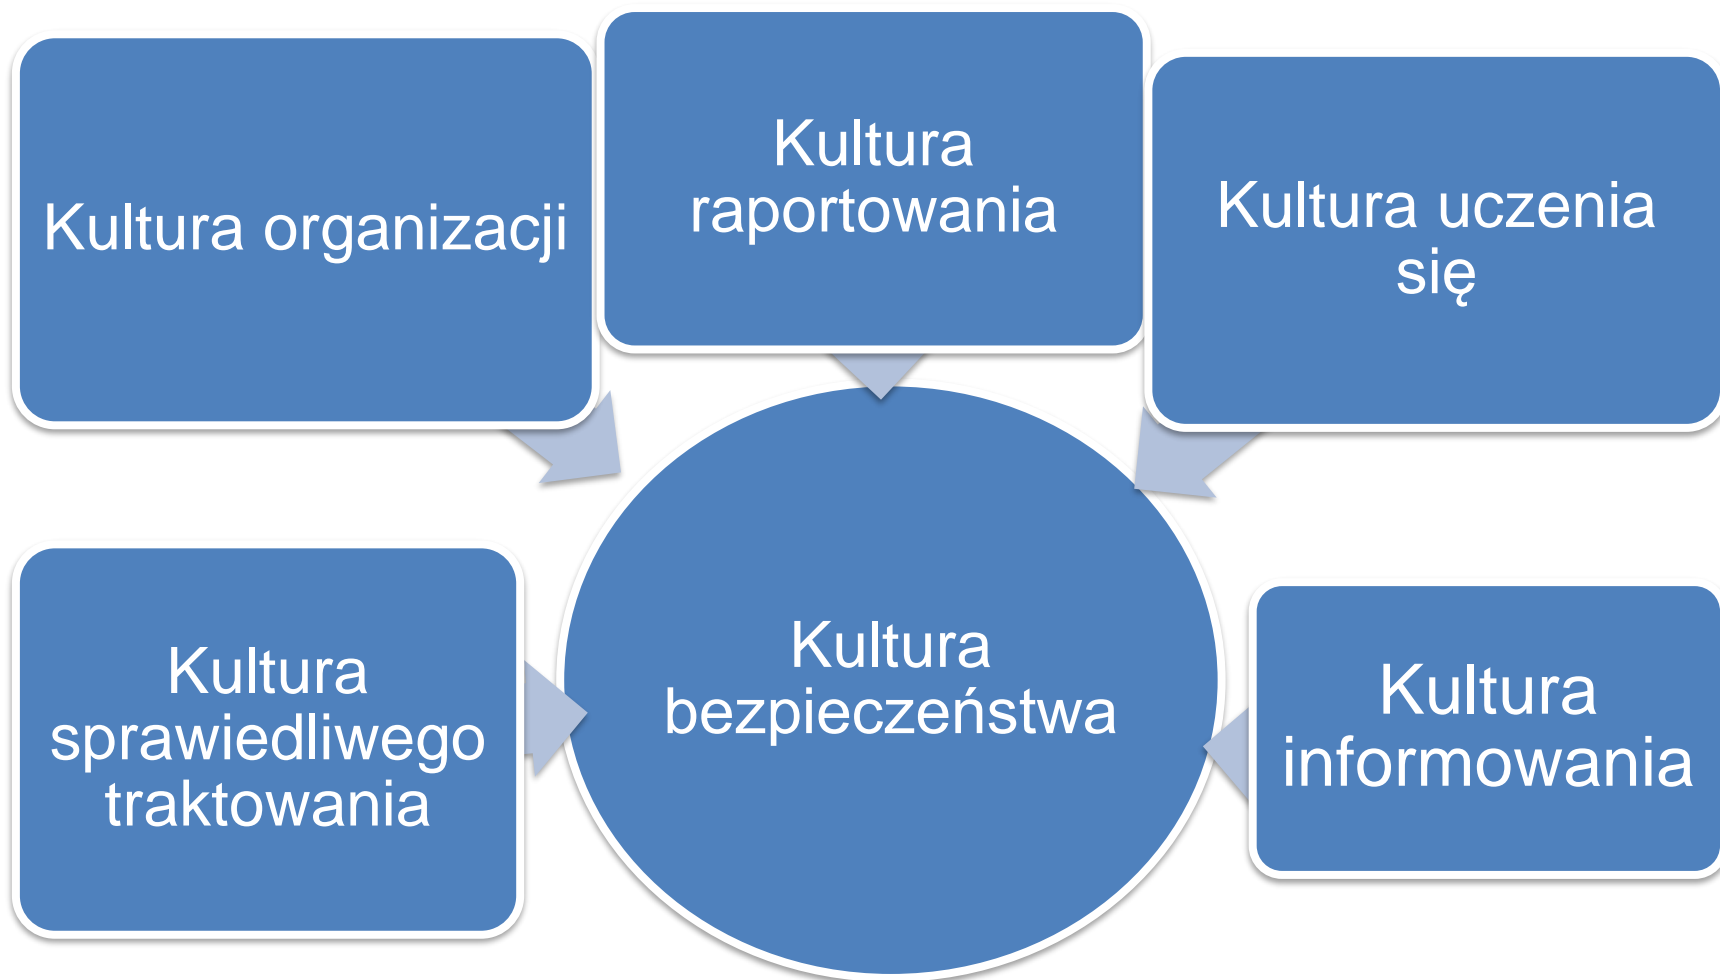 Kultura organizacji
Kultura
raportowania
Kultura uczenia
się
Kultura
sprawiedliwego
traktowania
Kultura
bezpieczeństwa
Kultura
informowania